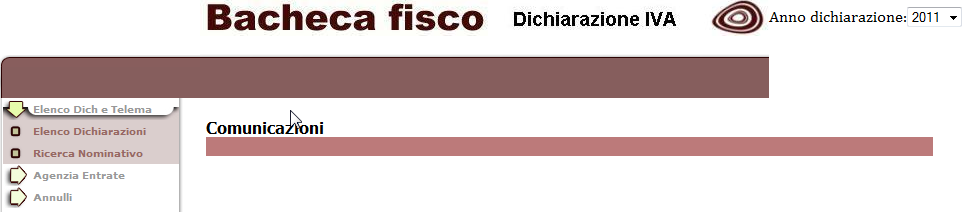 Bacheca fisco Dichiarazione IVA Anno dichiarazione: 2011
Elenco Dich e Telema
Elenco Dichiarazioni
Ricerca Nominativo
Agenzia Entrate
Annulli
Comunicazioni